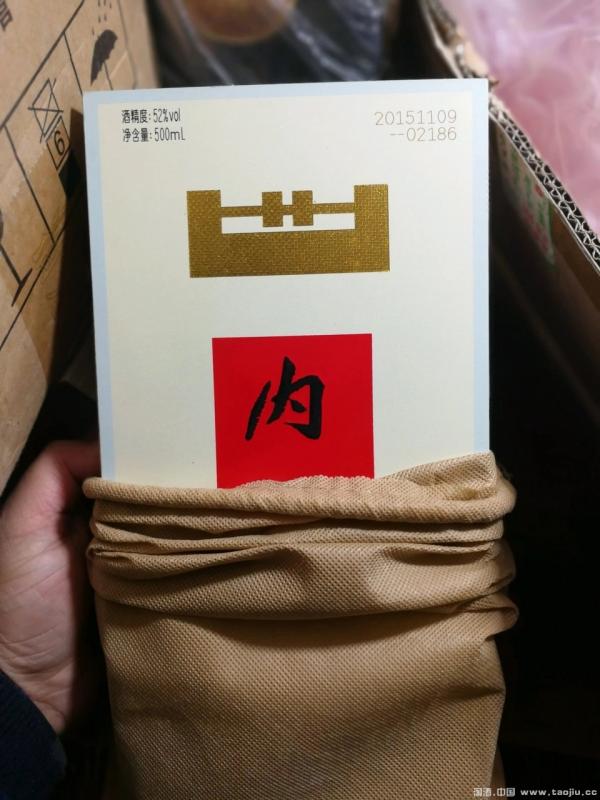 酒精度:52%vol
净含量:500mL
20151109
--02186
内
6
淘酒.中国 www.taojiu.cc